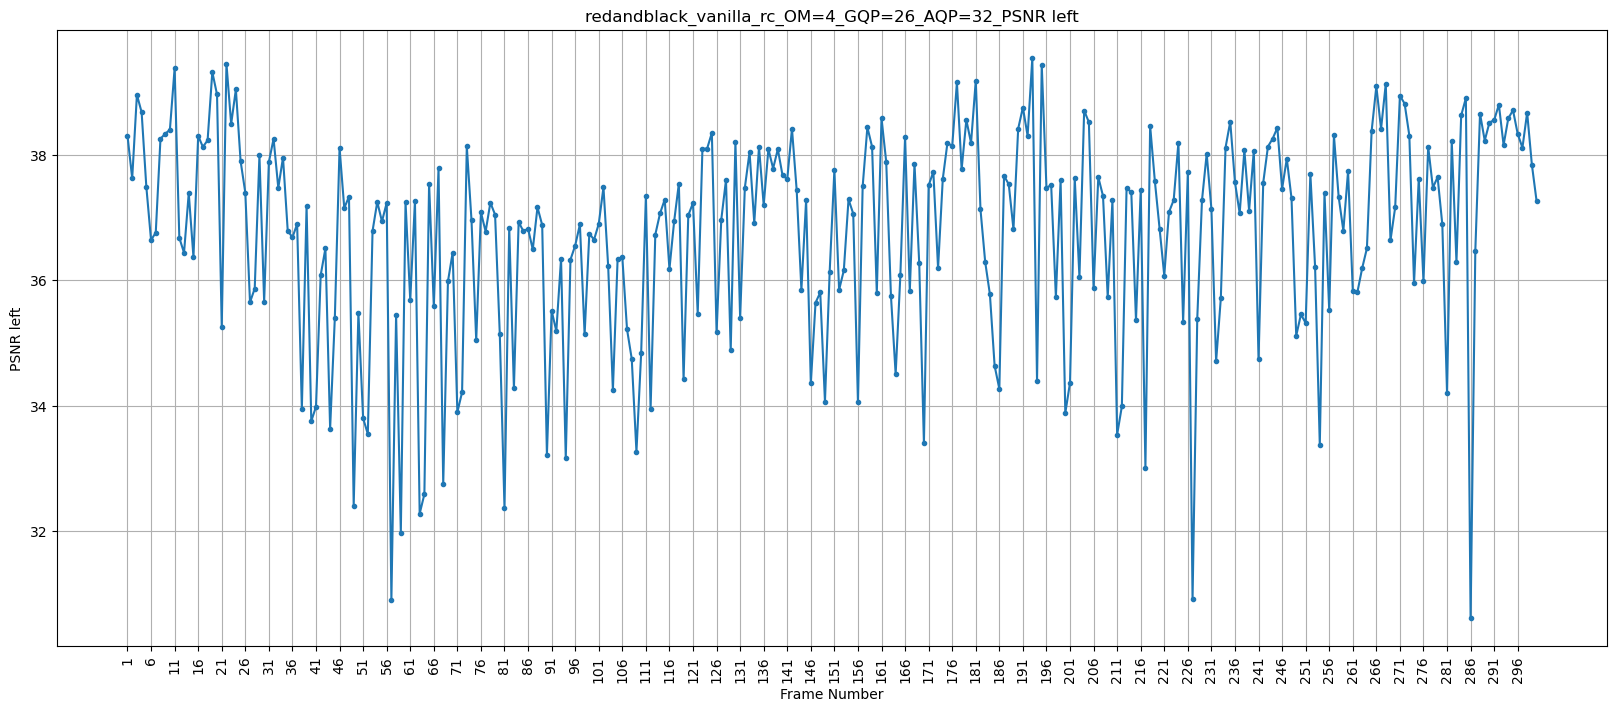 redandblack_vanilla_rc_OM=4_GQP=26_AQP=32_PSNR left
PSNR left
38
36
34
32
1 6 11 16 21 26 31 36 41 46 51 56 61 66 71 76 81 86 91 96 101 106 111 116 121 126 131 136 141 146 151 156 161 166 171 176 181 186 191 196 201 206 211 216 221 226 231 236 241 246 251 256 261 266 271 276 281 286 291 296
Frame Number